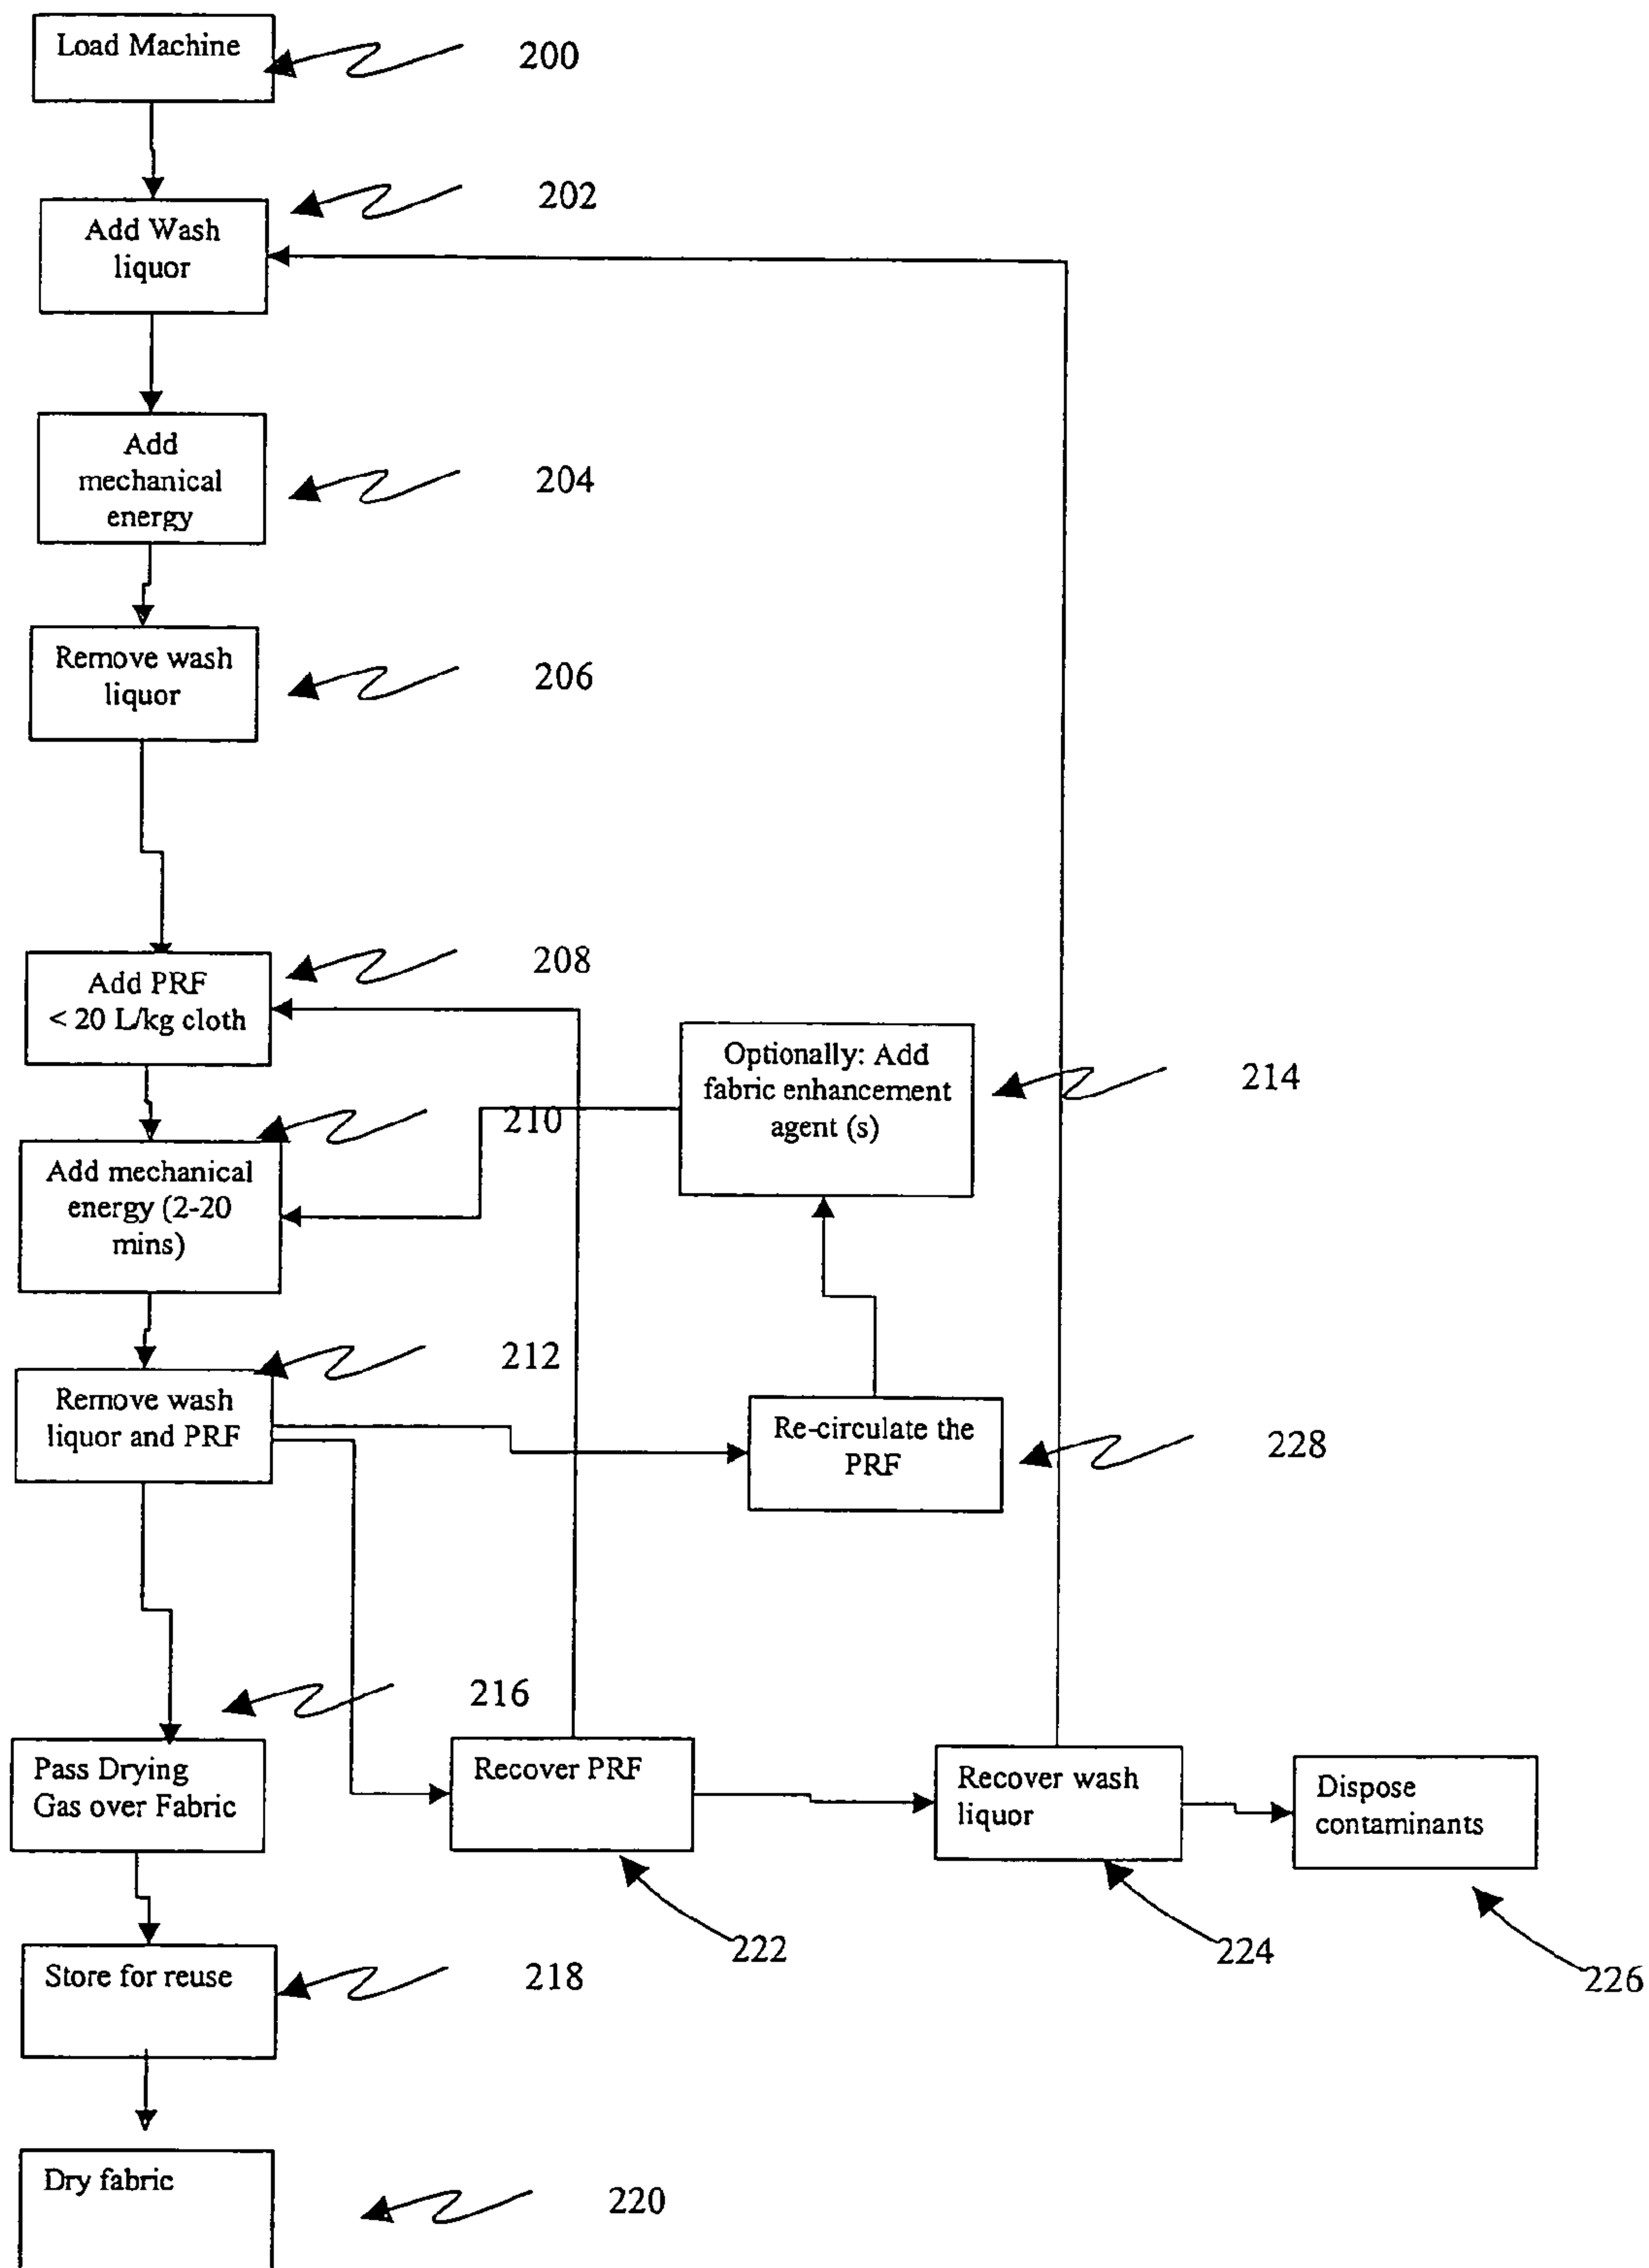 Load Machine
200
202
Add Wash
liquor
Add
mechanical
energy
204
Remove wash
liquor
206
208
Add PRF
< 20 L/kg cloth
Optionally: Add
fabric enhancement
agent (s)
214
210
Add mechanical
energy (2-20
mins)
212
Remove wash
liquor and PRF
Re-circulate the
PRF
228
216
Pass Drying
Gas over Fabric
Recover PRF
Recover wash
liquor
Dispose
contaminants
222
224
226
Store for reuse
218
Dry fabric
220